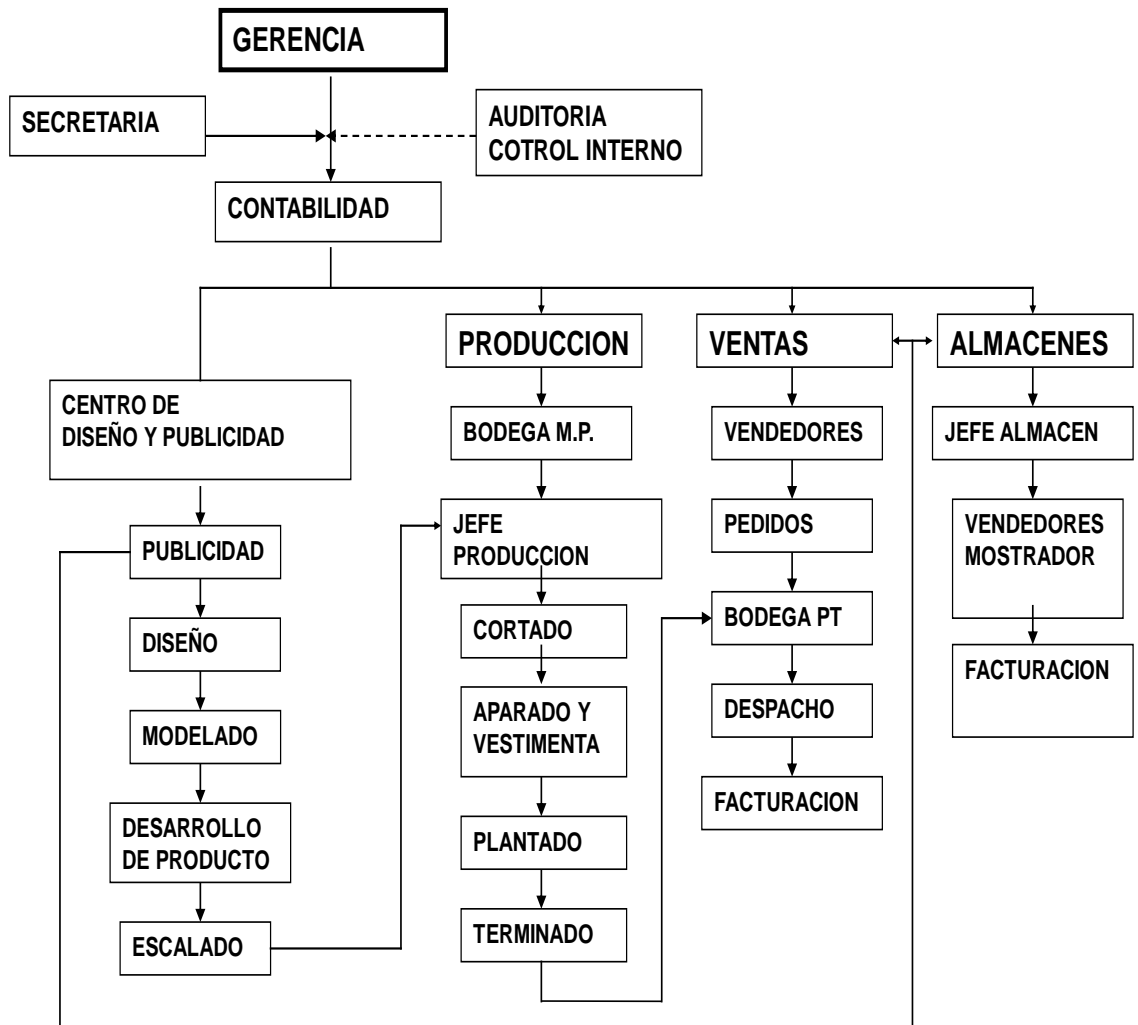 GERENCIA
SECRETARIA
AUDITORIA
COTROL INTERNO
CONTABILIDAD
CENTRO DE
DISEÑO Y PUBLICIDAD
PUBLICIDAD
DISEÑO
MODELADO
DESARROLLO
DE PRODUCTO
ESCALADO
PRODUCCION
BODEGA M.P.
JEFE
PRODUCCION
CORTADO
APARADO Y
VESTIMENTA
PLANTADO
TERMINADO
VENTAS
VENDEDORES
PEDIDOS
BODEGA PT
DESPACHO
FACTURACION
ALMACENES
JEFE ALMACEN
VENDEDORES
MOSTRADOR
FACTURACION